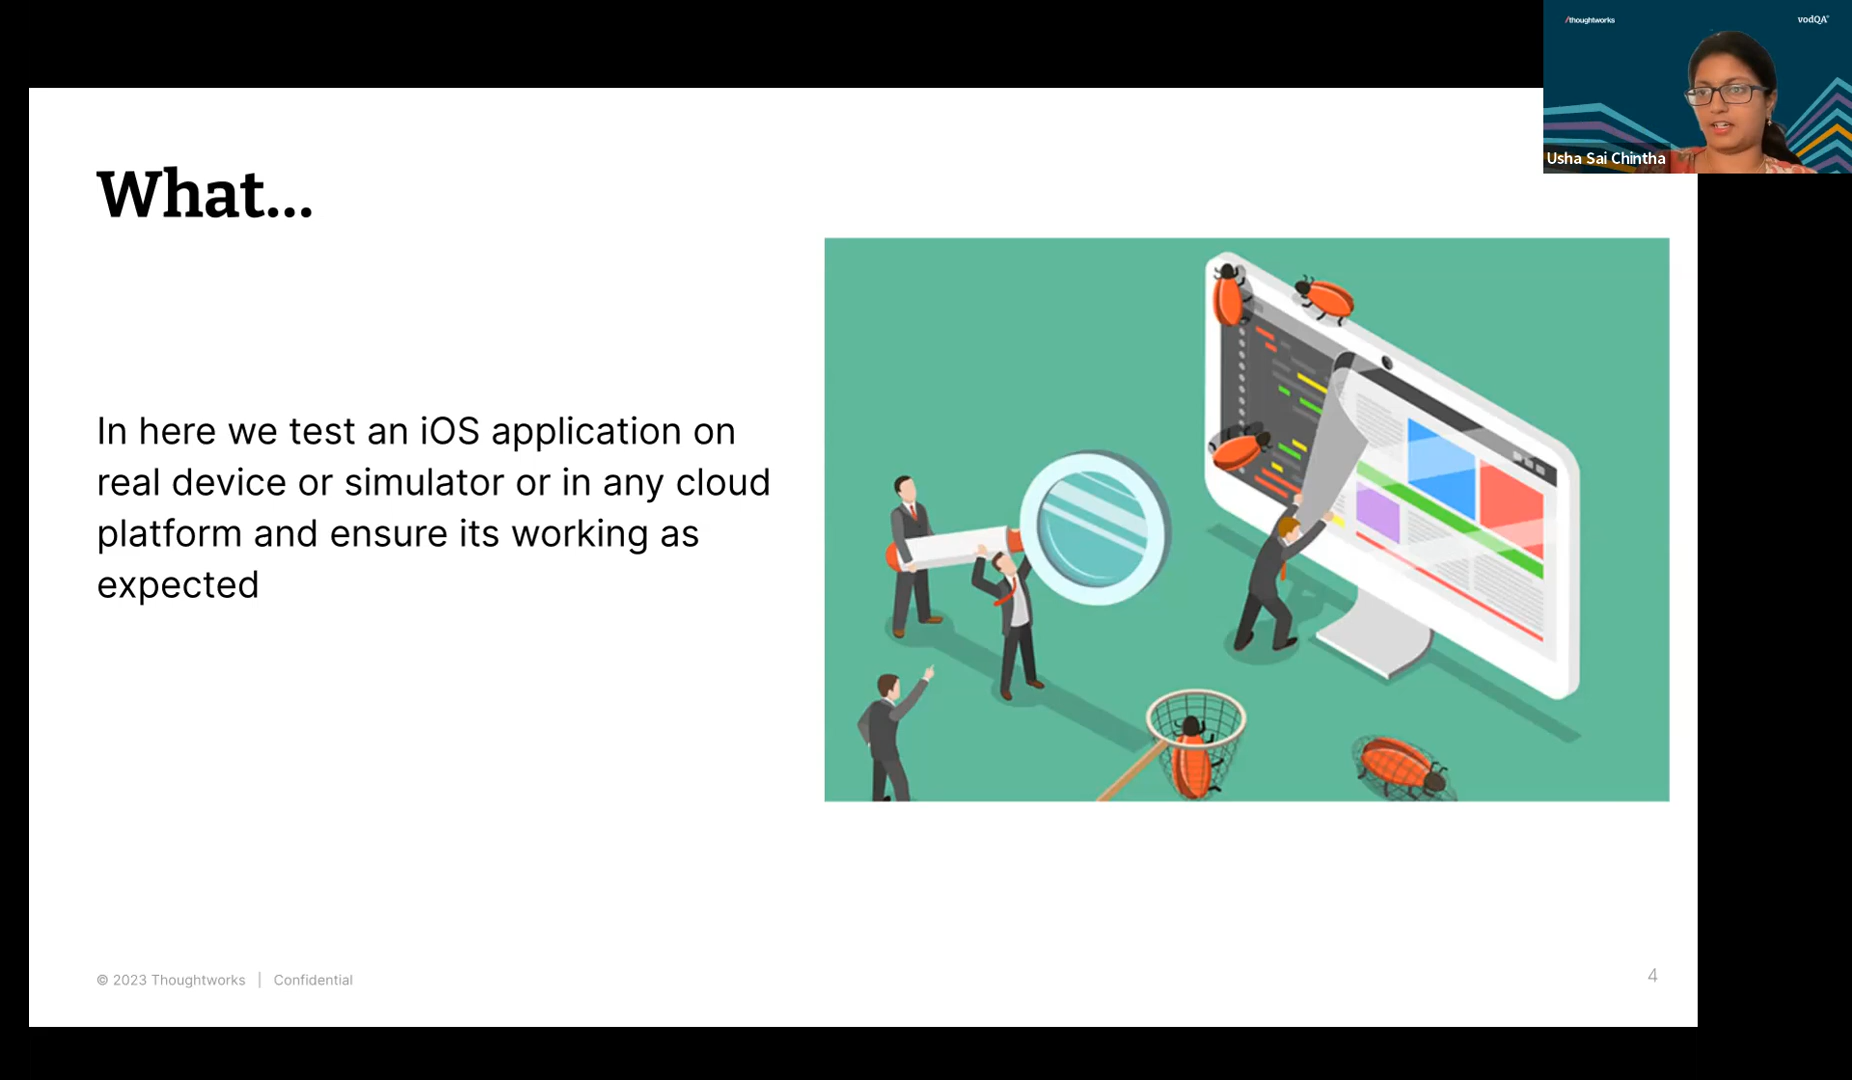 /thoughtworks
vodQA
Usha Sai Chintha
What...
In here we test an iOS application on
real device or simulator or in any cloud
platform and ensure its working as
expected
© 2023 Thoughtworks | Confidential
4